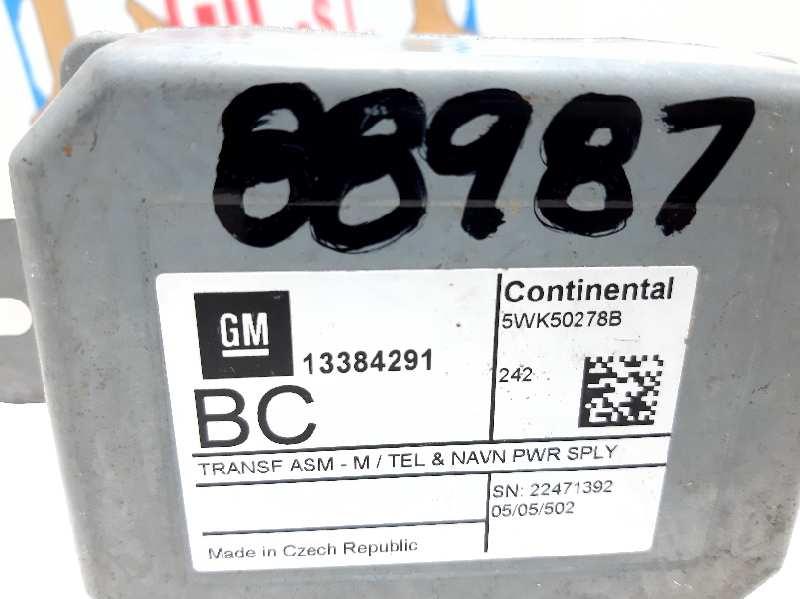 88987
GM
13384291
BC
Continental
5WK50278B
242
TRANSF ASM - M / TEL & NAVN PWR SPLY
SN: 22471392
05/05/502
Made in Czech Republic